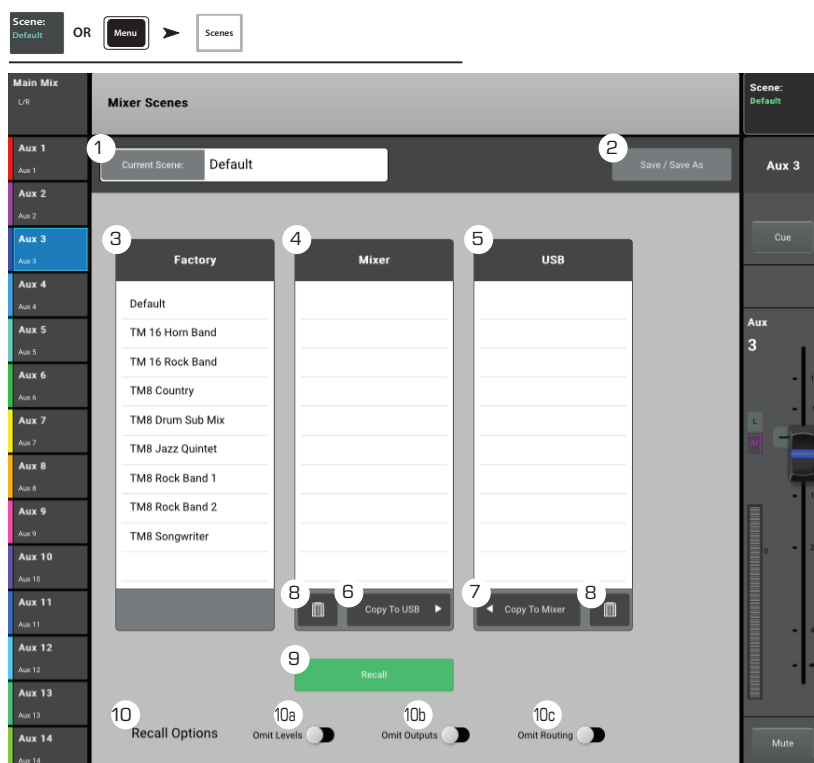 Scene:
Default
OR
Menu
Scenes
Main Mix
L/R
Mixer Scenes
Scene:
Default
1
Current Scene:
Default
2
Save / Save As
Aux 1
Aux 1
Aux 2
Aux 2
Aux 3
Aux 3
Aux 4
Aux 4
Aux 5
Aux 5
Aux 6
Aux 6
Aux 7
Aux 7
Aux 8
Aux 8
Aux 9
Aux 9
Aux 10
Aux 10
Aux 11
Aux 11
Aux 12
Aux 12
Aux 13
Aux 13
Aux 14
Aux 14
3
Factory
Default
TM 16 Horn Band
TM 16 Rock Band
TM8 Country
TM8 Drum Sub Mix
TM8 Jazz Quintet
TM8 Rock Band 1
TM8 Rock Band 2
TM8 Songwriter
4
Mixer
8
6
Copy To USB
5
USB
7
Copy To Mixer
8
9
Recall
10
Recall Options
10a
Omit Levels
10b
Omit Outputs
10c
Omit Routing
Aux 3
Cue
Aux
3
L
AF
0
Mute